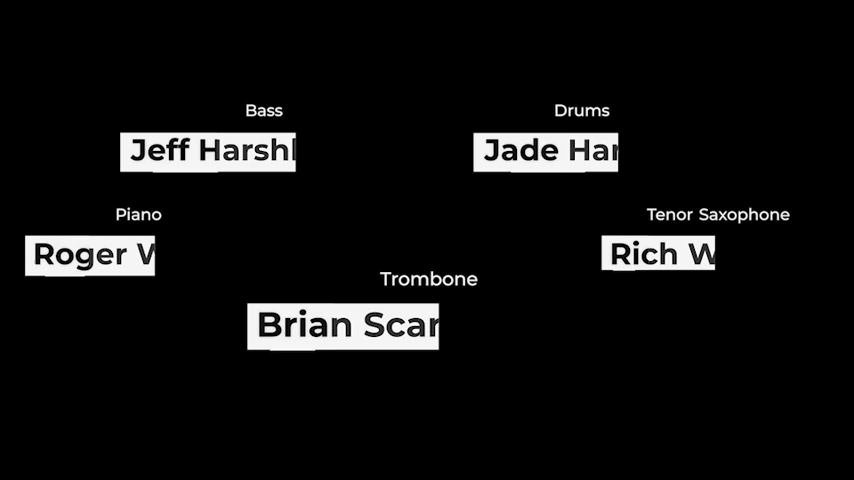 Bass
Drums
Jeff
Jade
Piano
Tenor Saxophone
Roger
Rich
Trombone
Brian